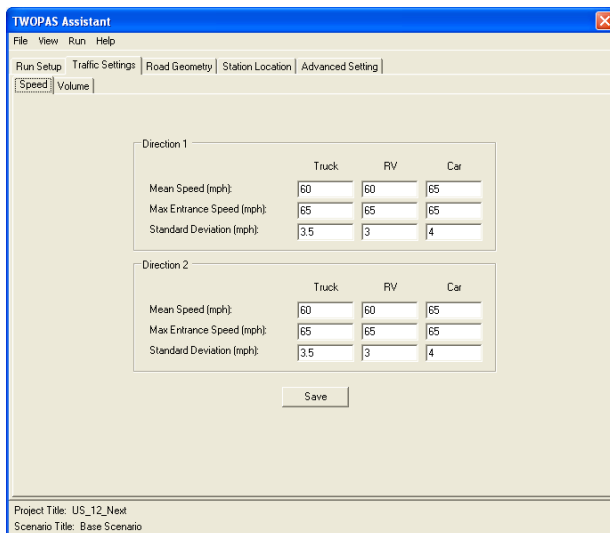 TWOPAS Assistant
File View Run Help
Run Setup Traffic Settings Road Geometry Station Location Advanced Setting
Speed Volume
Direction 1
Truck RV Car
Mean Speed (mph): 60 60 65
Max Entrance Speed (mph): 65 65 65
Standard Deviation (mph): 3.5 3 4
Direction 2
Truck RV Car
Mean Speed (mph): 60 60 65
Max Entrance Speed (mph): 65 65 65
Standard Deviation (mph): 3.5 3 4
Save
Project Title: US_12_Next
Scenario Title: Base Scenario